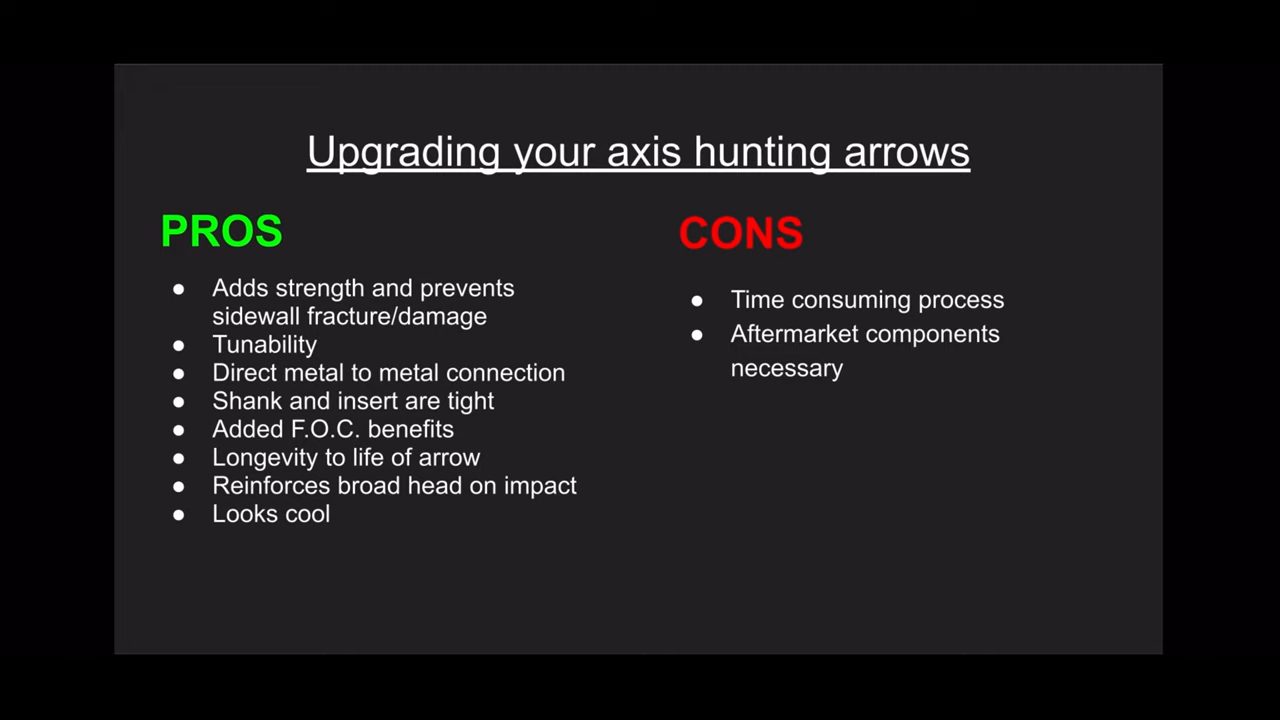 Upgrading your axis hunting arrows
PROS
● Adds strength and prevents
sidewall fracture/damage
● Tunability
● Direct metal to metal connection
● Shank and insert are tight
● Added F.O.C. benefits
● Longevity to life of arrow
● Reinforces broad head on impact
● Looks cool
CONS
● Time consuming process
● Aftermarket components
necessary